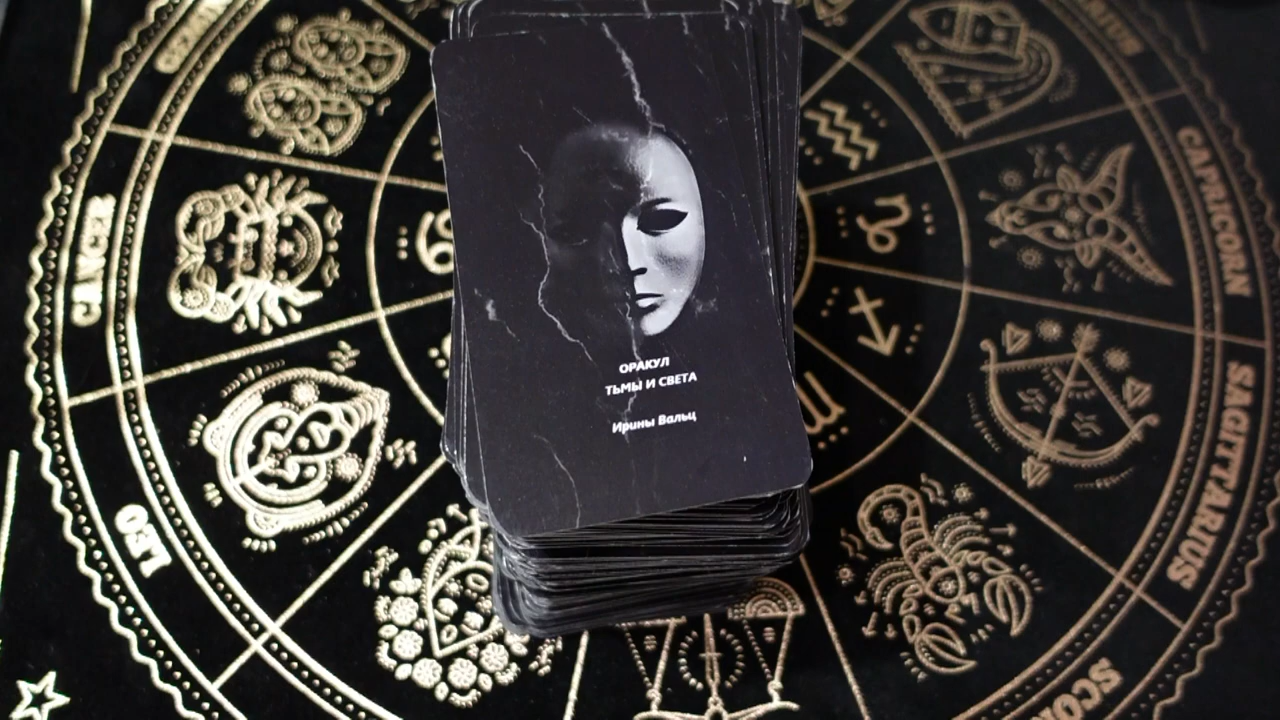 ОРАКУЛ
ТЬМЫ И СВЕТА
Ирины Вальц
CANCER
LEO
CAPRICORN
SAGITTARIUS